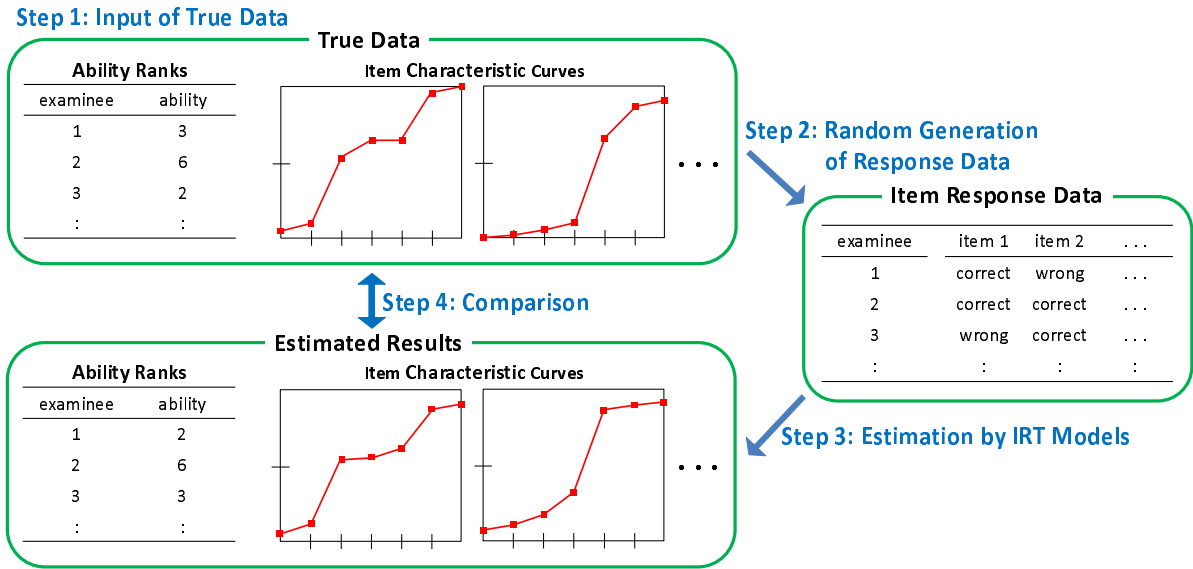 Step 1: Input of True Data
True Data
Ability Ranks
examinee ability
1 3
2 6
3 2
: :
Item Characteristic Curves
. . .
Step 2: Random Generation
of Response Data
Item Response Data
examinee item 1 item 2 . . .
1 correct wrong . . .
2 correct correct . . .
3 wrong correct . . .
: : : :
Step 3: Estimation by IRT Models
Step 4: Comparison
Estimated Results
Ability Ranks
examinee ability
1 2
2 6
3 3
: :
Item Characteristic Curves
. . .